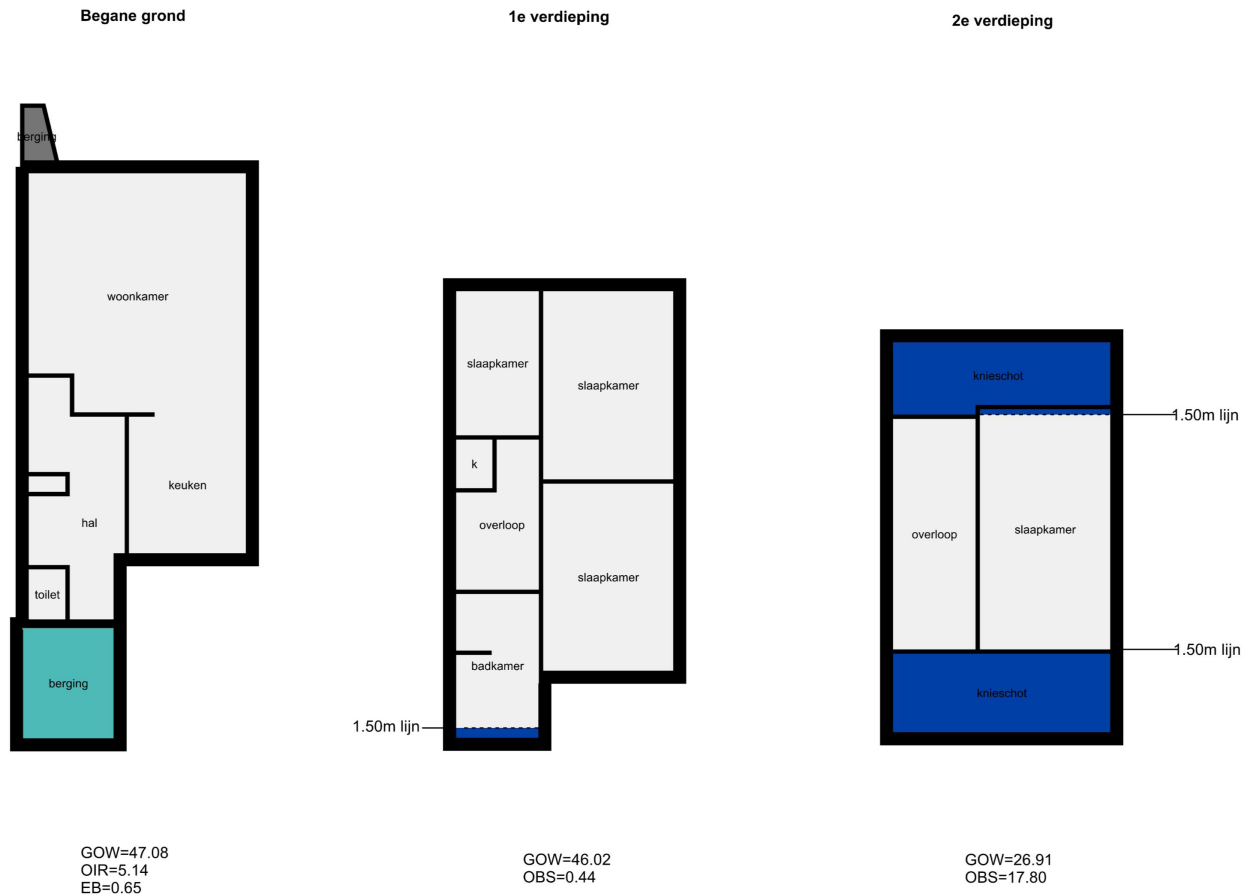 Begane grond
1e verdieping
2e verdieping
berging
woonkamer
keuken
hal
toilet
berging
slaapkamer
slaapkamer
k
overloop
slaapkamer
badkamer
1.50m lijn
knieschot
1.50m lijn
overloop
slaapkamer
1.50m lijn
knieschot
GOW=47.08
OIR=5.14
EB=0.65
GOW=46.02
OBS=0.44
GOW=26.91
OBS=17.80